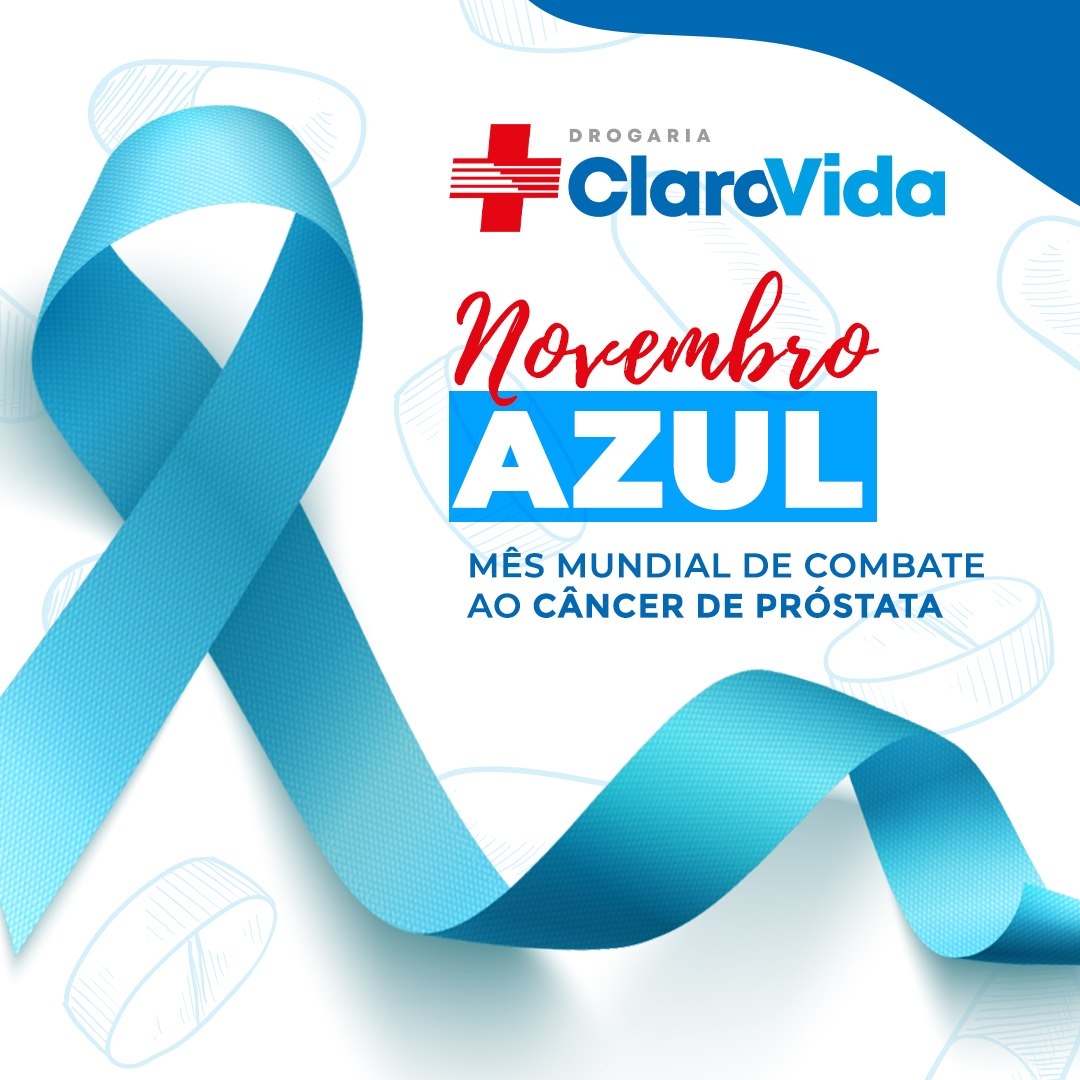 DROGARIA
ClaroVida
Novembro
AZUL
MÊS MUNDIAL DE COMBATE
AO CÂNCER DE PRÓSTATA